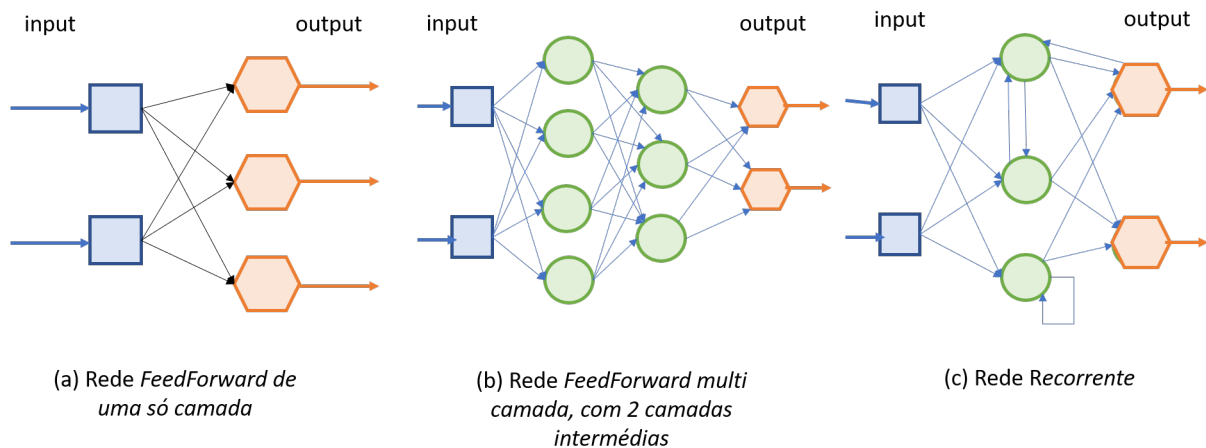 input
output
input
output
input
output
(a) Rede FeedForward de
uma só camada
(b) Rede FeedForward multi
camada, com 2 camadas
intermédias
(c) Rede Recorrente